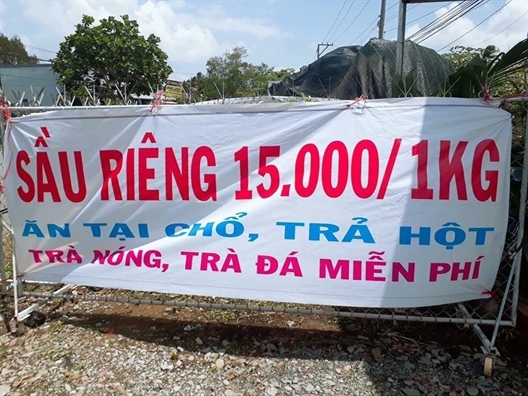 SẦU RIÊNG 15.000/1KG
ĂN TẠI CHỔ, TRẢ HỘT
TRÀ NÓNG, TRÀ ĐÁ MIỄN PHÍ